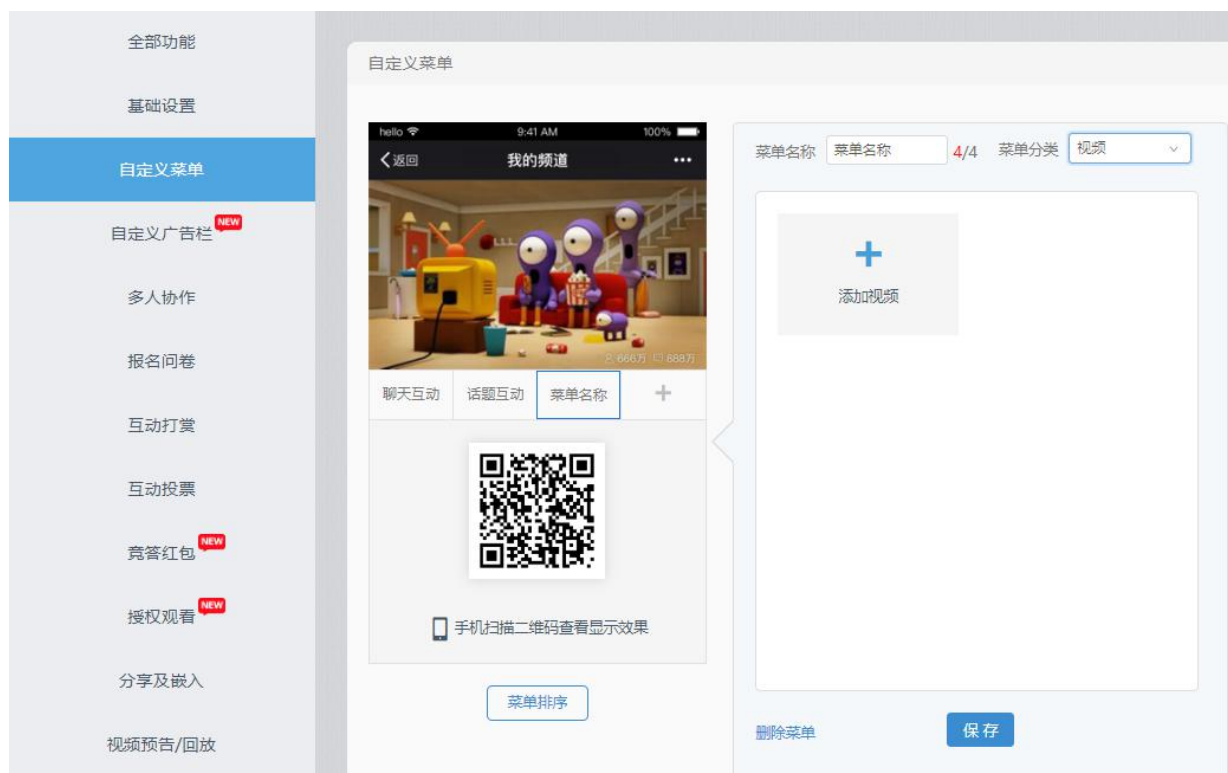 全部功能
基础设置
自定义菜单
自定义广告栏 NEW
多人协作
报名问卷
互动打赏
互动投票
竞答红包 NEW
授权观看 NEW
分享及嵌入
视频预告/回放
自定义菜单
hello 9:41 AM 100%
返回 我的频道
666万 888万
聊天互动 话题互动 菜单名称
手机扫描二维码查看显示效果
菜单排序
菜单名称 菜单名称 4/4 菜单分类 视频
添加视频
删除菜单 保存